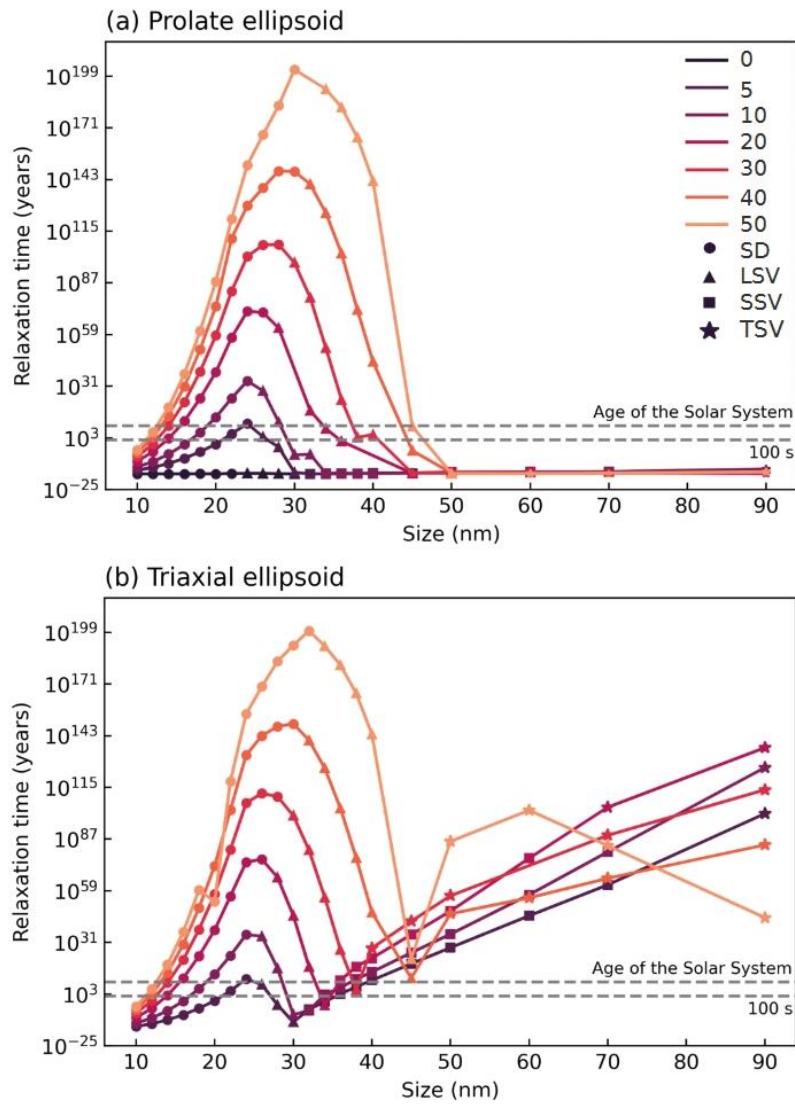 (a) Prolate ellipsoid
Relaxation time (years)
10^199
10^171
10^143
10^115
10^87
10^59
10^31
10^3
10^−25
0
5
10
20
30
40
50
SD
LSV
SSV
TSV
Age of the Solar System
100 s
10 20 30 40 50 60 70 80 90
Size (nm)
(b) Triaxial ellipsoid
Relaxation time (years)
10^199
10^171
10^143
10^115
10^87
10^59
10^31
10^3
10^−25
Age of the Solar System
100 s
10 20 30 40 50 60 70 80 90
Size (nm)